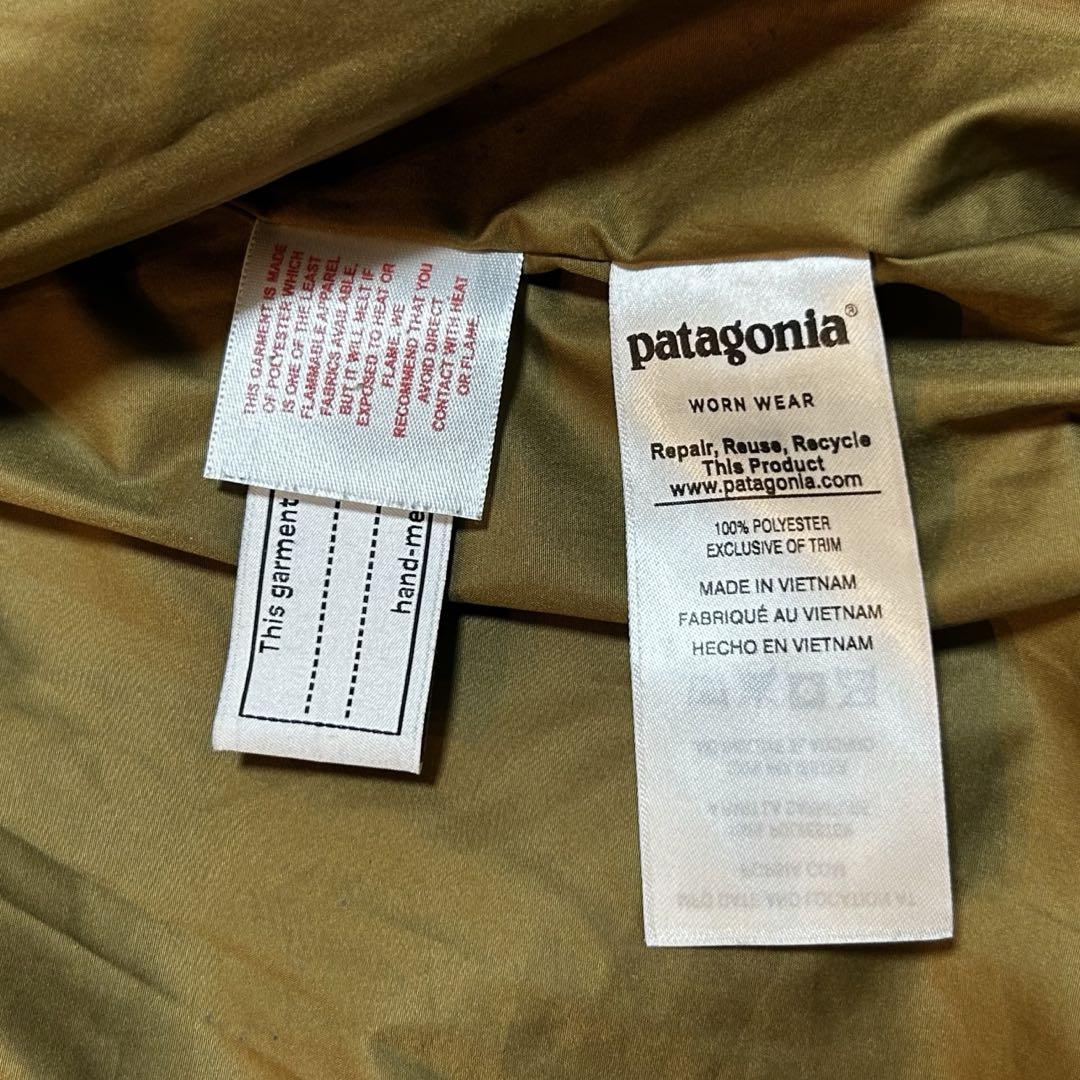 THIS GARMENT IS MADE
OF POLYESTER WHICH
IS ONE OF THE LEAST
FLAMMABLE APPAREL
FABRICS AVAILABLE.
BUT IT WILL MELT IF
EXPOSED TO HEAT OR
FLAME. WE
RECOMMEND THAT YOU
AVOID DIRECT
CONTACT WITH HEAT
OR FLAME
This garment
hand-me
patagonia®
WORN WEAR
Repair, Reuse, Recycle
This Product
www.patagonia.com
100% POLYESTER
EXCLUSIVE OF TRIM
MADE IN VIETNAM
FABRIQUÉ AU VIETNAM
HECHO EN VIETNAM